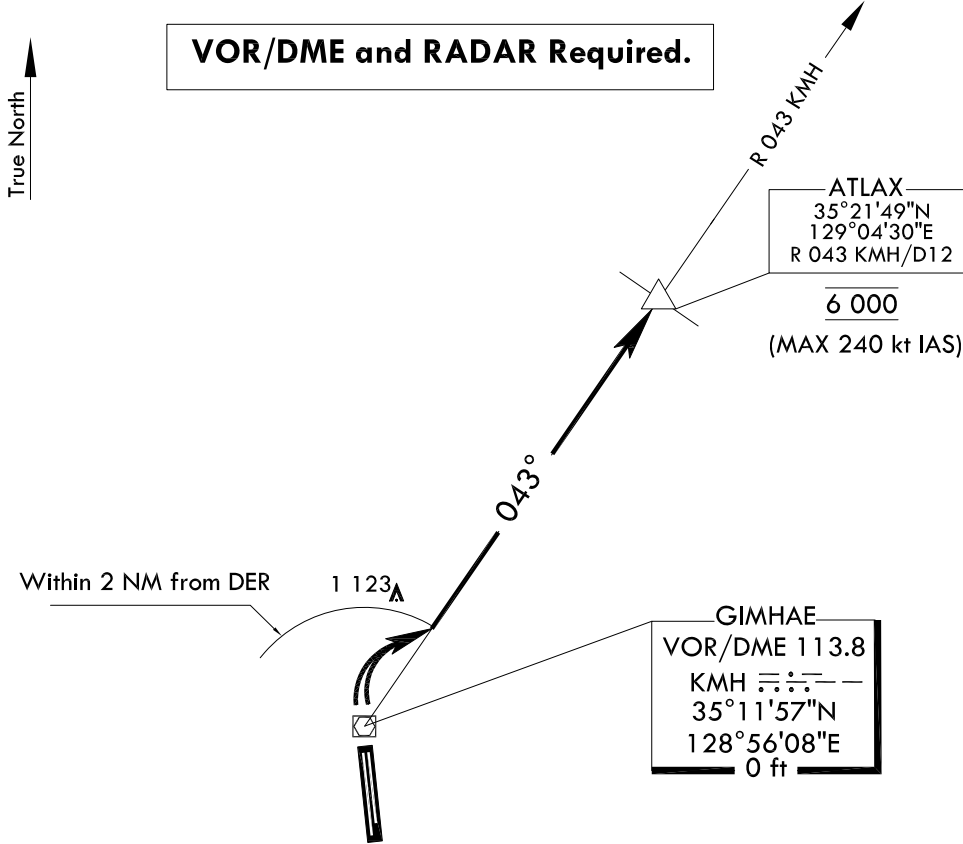 VOR/DME and RADAR Required.
True North
R 043 KMH
ATLAX
35°21'49"N
129°04'30"E
R 043 KMH/D12
6 000
(MAX 240 kt IAS)
043°
Within 2 NM from DER
1 123
GIMHAE
VOR/DME 113.8
KMH
35°11'57"N
128°56'08"E
0 ft